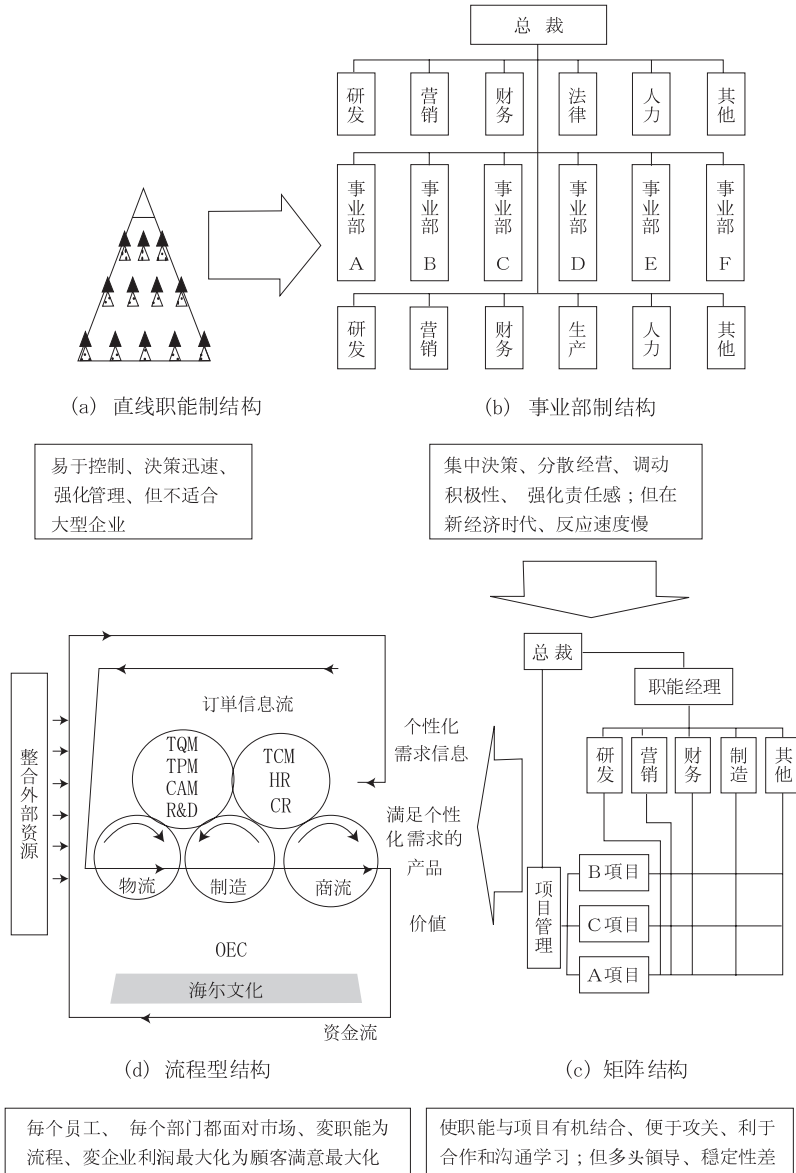 总裁
研发
营销
财务
法律
人力
其他
事业部A
事业部B
事业部C
事业部D
事业部E
事业部F
研发
营销
财务
生产
人力
其他
(a) 直线职能制结构
(b) 事业部制结构
易于控制、決策迅速、
强化管理、但不适合
大型企业
集中決策、分散经营、调动
积极性、 强化责任感；但在
新经济时代、反应速度慢
整合外部资源
订単信息流
TQM
TPM
CAM
R&D
TCM
HR
CR
物流
制造
商流
OEC
海尔文化
资金流
个性化
需求信息
满足个性
化需求的
产品
价値
(d) 流程型结构
总裁
职能经理
研发
营销
财务
制造
其他
项目管理
B项目
C项目
A项目
(c) 矩阵结构
毎个员工、 毎个部门都面对市场、変职能为
流程、変企业利润最大化为顧客满意最大化
使职能与项目有机结合、便于攻关、利于
合作和沟通学习；但多头领导、穩定性差